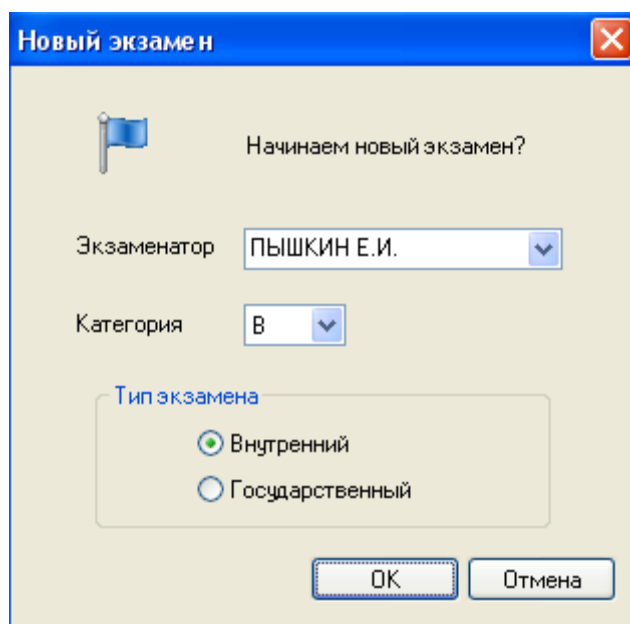 Новый экзамен
Начинаем новый экзамен?
Экзаменатор ПЫШКИН Е.И.
Категория B
Тип экзамена
Внутренний
Государственный
OK Отмена